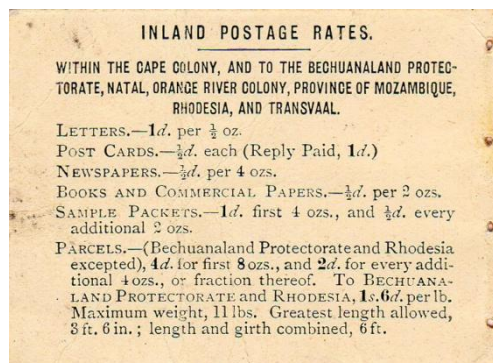 INLAND POSTAGE RATES.
WITHIN THE CAPE COLONY, AND TO THE BECHUANALAND PROTEC-
TORATE, NATAL, ORANGE RIVER COLONY, PROVINCE OF MOZAMBIQUE,
RHODESIA, AND TRANSVAAL.
LETTERS.—1d. per ½ oz.
POST CARDS.—½d. each (Reply Paid, 1d.)
NEWSPAPERS.—½d. per 4 ozs.
BOOKS AND COMMERCIAL PAPERS.—½d. per 2 ozs.
SAMPLE PACKETS.—1d. first 4 ozs., and ½d. every
additional 2 ozs.
PARCELS.—(Bechuanaland Protectorate and Rhodesia
excepted), 4d. for first 8 ozs., and 2d. for every addi-
tional 4 ozs., or fraction thereof. To BECHUANA-
LAND PROTECTORATE and RHODESIA, 1s. 6d. per lb.
Maximum weight, 11 lbs. Greatest length allowed,
3 ft. 6 in.; length and girth combined, 6 ft.